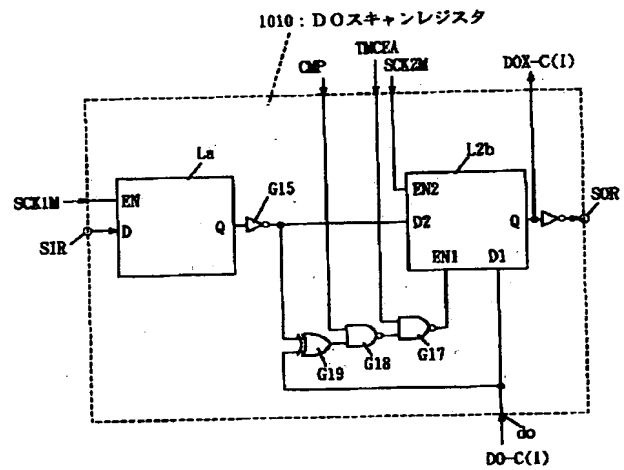 1010：DOスキャンレジスタ
TMCEA
CMP
SCK2M
DOX-C(I)
La
L2b
G15
SCK1M
EN
EN2
SOR
SIR
D
Q
D2
Q
EN1
D1
G19
G18
G17
do
DO-C(I)